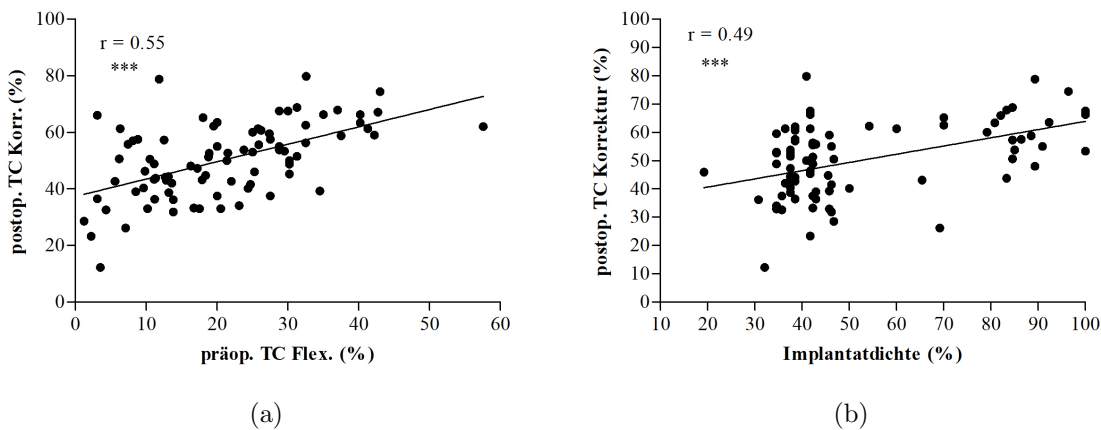 r = 0.55
***
postop. TC Korr. (%)
100
80
60
40
20
0
0 10 20 30 40 50 60
präop. TC Flex. (%)
(a)
r = 0.49
***
postop. TC Korrektur (%)
100
90
80
70
60
50
40
30
20
10
0
10 20 30 40 50 60 70 80 90 100
Implantatdichte (%)
(b)